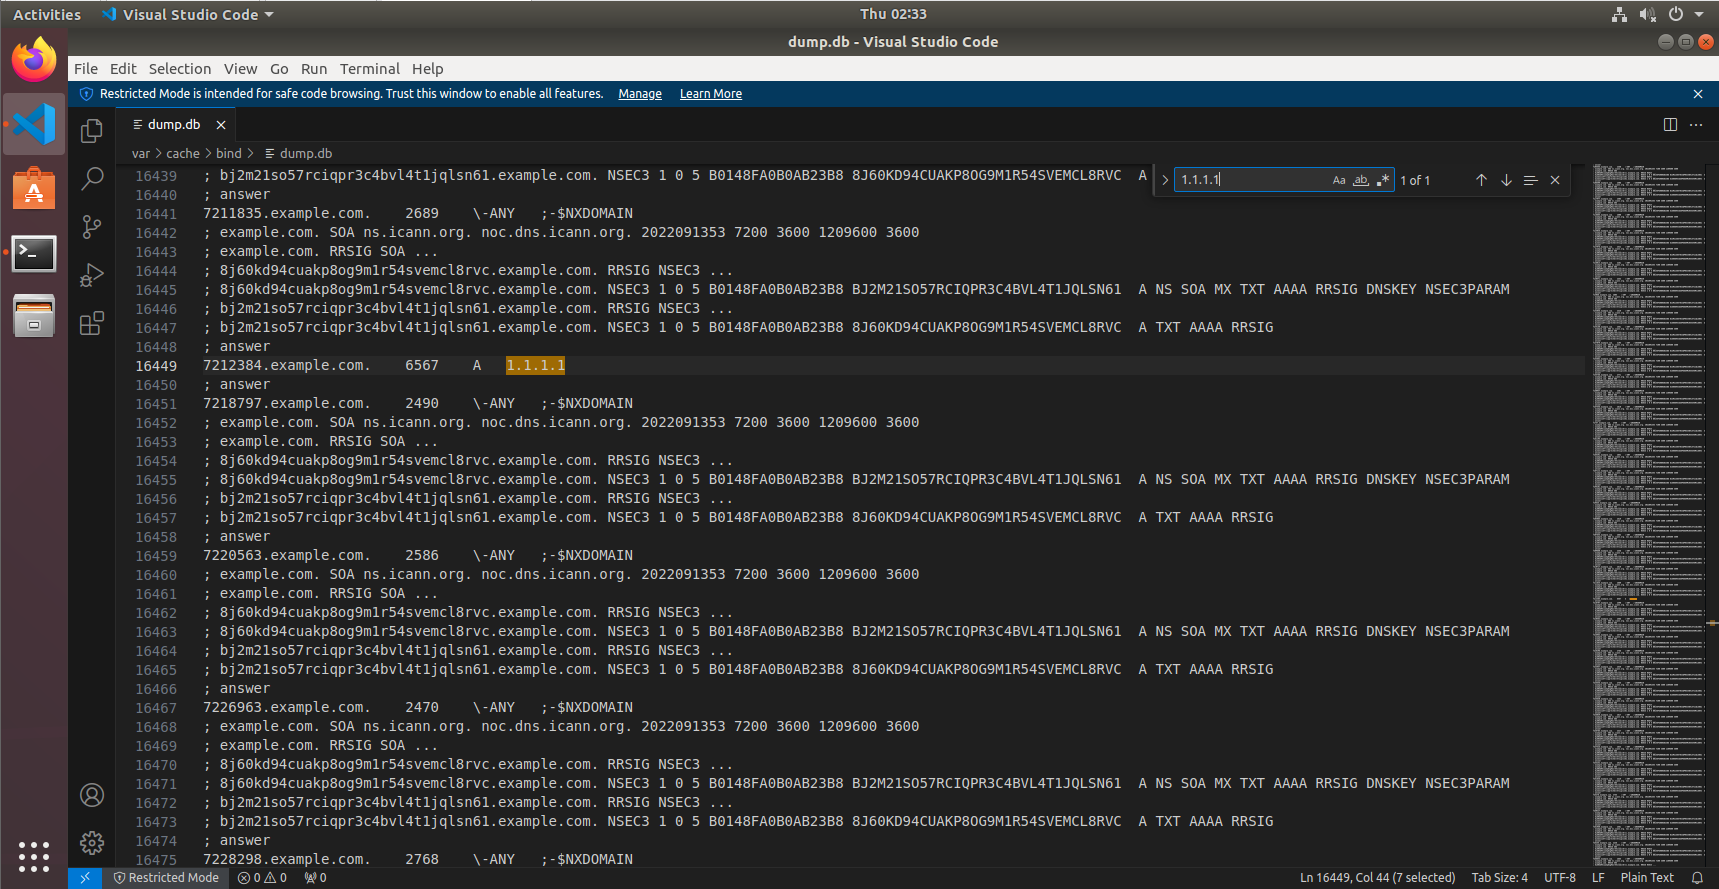 Activities Visual Studio Code Thu 02:33
dump.db - Visual Studio Code
File Edit Selection View Go Run Terminal Help
Restricted Mode is intended for safe code browsing. Trust this window to enable all features. Manage Learn More
dump.db
var > cache > bind > dump.db
1.1.1.1 Aa ab 1 of 1
16439 ; bj2m21so57rciqpr3c4bvl4t1jqlsn61.example.com. NSEC3 1 0 5 B0148FA0B0AB23B8 8J60KD94CUAKP8OG9M1R54SVEMCL8RVC A
16440 ; answer
16441 7211835.example.com. 2689 \-ANY ;-$NXDOMAIN
16442 ; example.com. SOA ns.icann.org. noc.dns.icann.org. 2022091353 7200 3600 1209600 3600
16443 ; example.com. RRSIG SOA ...
16444 ; 8j60kd94cuakp8og9m1r54svemcl8rvc.example.com. RRSIG NSEC3 ...
16445 ; 8j60kd94cuakp8og9m1r54svemcl8rvc.example.com. NSEC3 1 0 5 B0148FA0B0AB23B8 BJ2M21SO57RCIQPR3C4BVL4T1JQLSN61 A NS SOA MX TXT AAAA RRSIG DNSKEY NSEC3PARAM
16446 ; bj2m21so57rciqpr3c4bvl4t1jqlsn61.example.com. RRSIG NSEC3 ...
16447 ; bj2m21so57rciqpr3c4bvl4t1jqlsn61.example.com. NSEC3 1 0 5 B0148FA0B0AB23B8 8J60KD94CUAKP8OG9M1R54SVEMCL8RVC A TXT AAAA RRSIG
16448 ; answer
16449 7212384.example.com. 6567 A 1.1.1.1
16450 ; answer
16451 7218797.example.com. 2490 \-ANY ;-$NXDOMAIN
16452 ; example.com. SOA ns.icann.org. noc.dns.icann.org. 2022091353 7200 3600 1209600 3600
16453 ; example.com. RRSIG SOA ...
16454 ; 8j60kd94cuakp8og9m1r54svemcl8rvc.example.com. RRSIG NSEC3 ...
16455 ; 8j60kd94cuakp8og9m1r54svemcl8rvc.example.com. NSEC3 1 0 5 B0148FA0B0AB23B8 BJ2M21SO57RCIQPR3C4BVL4T1JQLSN61 A NS SOA MX TXT AAAA RRSIG DNSKEY NSEC3PARAM
16456 ; bj2m21so57rciqpr3c4bvl4t1jqlsn61.example.com. RRSIG NSEC3 ...
16457 ; bj2m21so57rciqpr3c4bvl4t1jqlsn61.example.com. NSEC3 1 0 5 B0148FA0B0AB23B8 8J60KD94CUAKP8OG9M1R54SVEMCL8RVC A TXT AAAA RRSIG
16458 ; answer
16459 7220563.example.com. 2586 \-ANY ;-$NXDOMAIN
16460 ; example.com. SOA ns.icann.org. noc.dns.icann.org. 2022091353 7200 3600 1209600 3600
16461 ; example.com. RRSIG SOA ...
16462 ; 8j60kd94cuakp8og9m1r54svemcl8rvc.example.com. RRSIG NSEC3 ...
16463 ; 8j60kd94cuakp8og9m1r54svemcl8rvc.example.com. NSEC3 1 0 5 B0148FA0B0AB23B8 BJ2M21SO57RCIQPR3C4BVL4T1JQLSN61 A NS SOA MX TXT AAAA RRSIG DNSKEY NSEC3PARAM
16464 ; bj2m21so57rciqpr3c4bvl4t1jqlsn61.example.com. RRSIG NSEC3 ...
16465 ; bj2m21so57rciqpr3c4bvl4t1jqlsn61.example.com. NSEC3 1 0 5 B0148FA0B0AB23B8 8J60KD94CUAKP8OG9M1R54SVEMCL8RVC A TXT AAAA RRSIG
16466 ; answer
16467 7226963.example.com. 2470 \-ANY ;-$NXDOMAIN
16468 ; example.com. SOA ns.icann.org. noc.dns.icann.org. 2022091353 7200 3600 1209600 3600
16469 ; example.com. RRSIG SOA ...
16470 ; 8j60kd94cuakp8og9m1r54svemcl8rvc.example.com. RRSIG NSEC3 ...
16471 ; 8j60kd94cuakp8og9m1r54svemcl8rvc.example.com. NSEC3 1 0 5 B0148FA0B0AB23B8 BJ2M21SO57RCIQPR3C4BVL4T1JQLSN61 A NS SOA MX TXT AAAA RRSIG DNSKEY NSEC3PARAM
16472 ; bj2m21so57rciqpr3c4bvl4t1jqlsn61.example.com. RRSIG NSEC3 ...
16473 ; bj2m21so57rciqpr3c4bvl4t1jqlsn61.example.com. NSEC3 1 0 5 B0148FA0B0AB23B8 8J60KD94CUAKP8OG9M1R54SVEMCL8RVC A TXT AAAA RRSIG
16474 ; answer
16475 7228298.example.com. 2768 \-ANY ;-$NXDOMAIN
Restricted Mode 0 0 0 Ln 16449, Col 44 (7 selected) Tab Size: 4 UTF-8 LF Plain Text